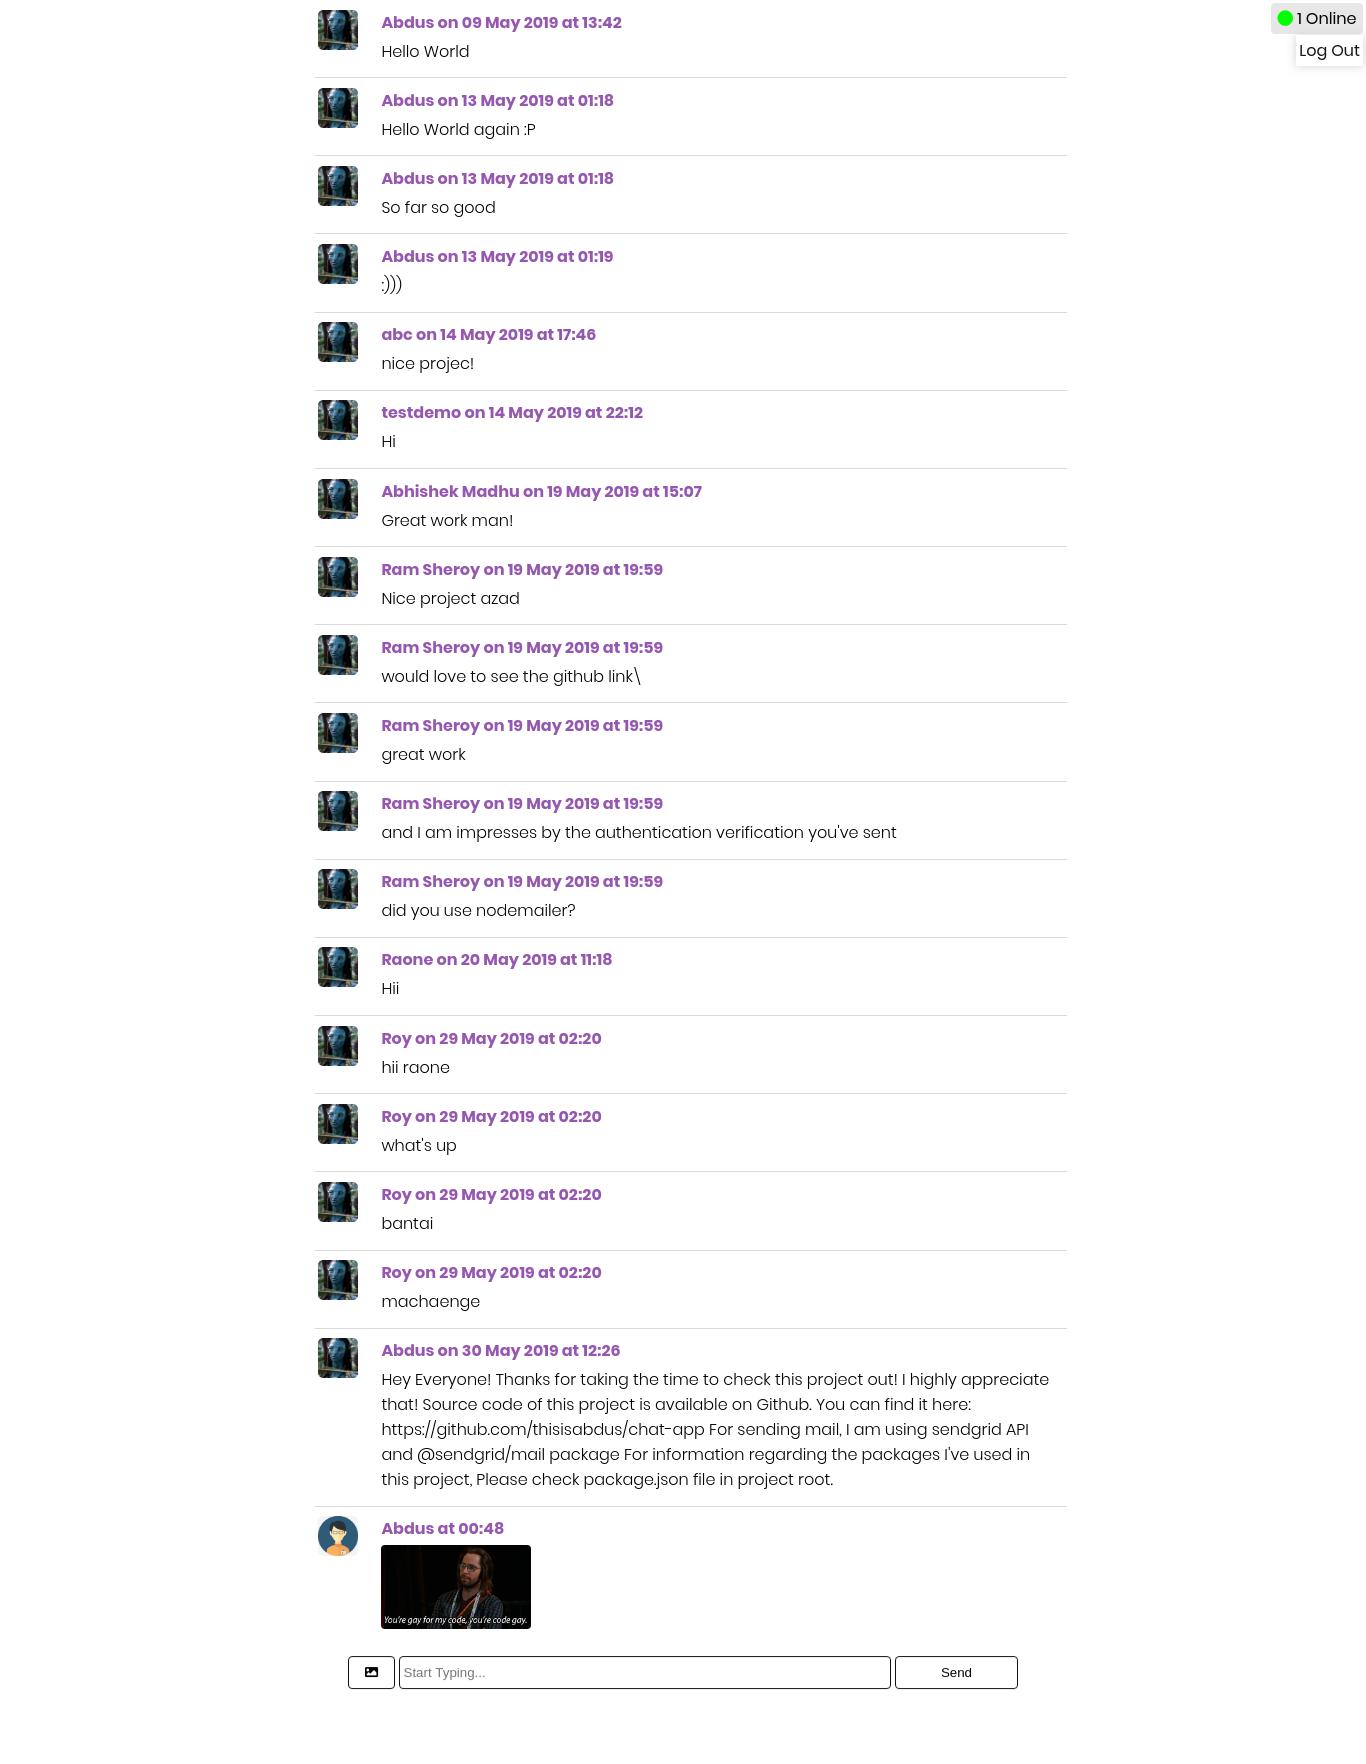 Abdus on 09 May 2019 at 13:42
Hello World
1 Online
Log Out
Abdus on 13 May 2019 at 01:18
Hello World again :P
Abdus on 13 May 2019 at 01:18
So far so good
Abdus on 13 May 2019 at 01:19
:)))
abc on 14 May 2019 at 17:46
nice projec!
testdemo on 14 May 2019 at 22:12
Hi
Abhishek Madhu on 19 May 2019 at 15:07
Great work man!
Ram Sheroy on 19 May 2019 at 19:59
Nice project azad
Ram Sheroy on 19 May 2019 at 19:59
would love to see the github link\
Ram Sheroy on 19 May 2019 at 19:59
great work
Ram Sheroy on 19 May 2019 at 19:59
and I am impresses by the authentication verification you've sent
Ram Sheroy on 19 May 2019 at 19:59
did you use nodemailer?
Raone on 20 May 2019 at 11:18
Hii
Roy on 29 May 2019 at 02:20
hii raone
Roy on 29 May 2019 at 02:20
what's up
Roy on 29 May 2019 at 02:20
bantai
Roy on 29 May 2019 at 02:20
machaenge
Abdus on 30 May 2019 at 12:26
Hey Everyone! Thanks for taking the time to check this project out! I highly appreciate
that! Source code of this project is available on Github. You can find it here:
https://github.com/thisisabdus/chat-app For sending mail, I am using sendgrid API
and @sendgrid/mail package For information regarding the packages I've used in
this project, Please check package.json file in project root.
Abdus at 00:48
You're gay for my code, you're code gay.
Start Typing...
Send